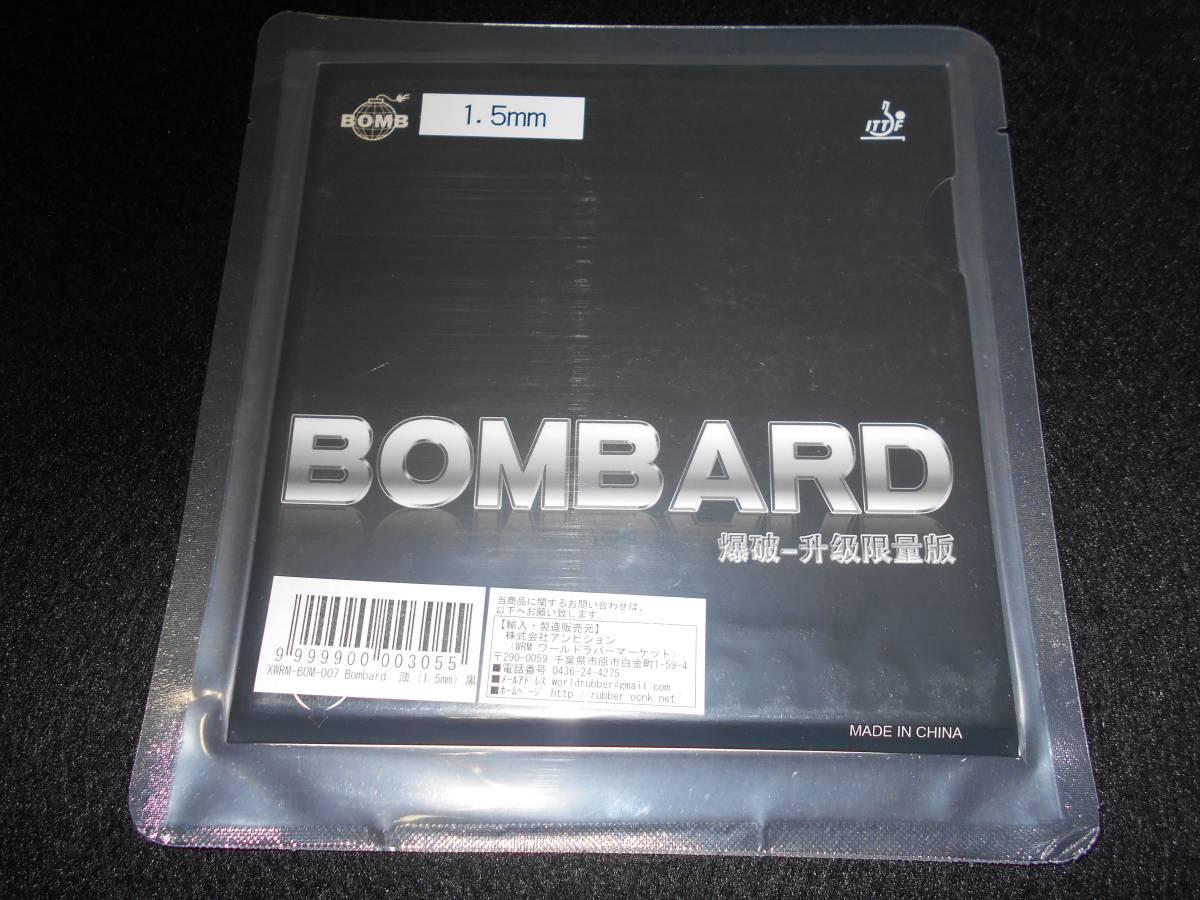 BOMB
1.5mm
ITTF
BOMBARD
爆破-升级限量版
9 999900 003055
XWRM-BOM-007 Bombard 薄 (1.5mm) 黒
当商品に関するお問い合わせは、
以下へお願い致します。
【輸入・製造販売元】
株式会社アンビション
(WRM ワールドラバーマーケット)
〒290-0059 千葉県市原市白金町1-59-4
■電話番号 0436-24-4275
■メールアドレス worldrubber@gmail.com
■ホームページ http://rubber.ocnk.net/
MADE IN CHINA